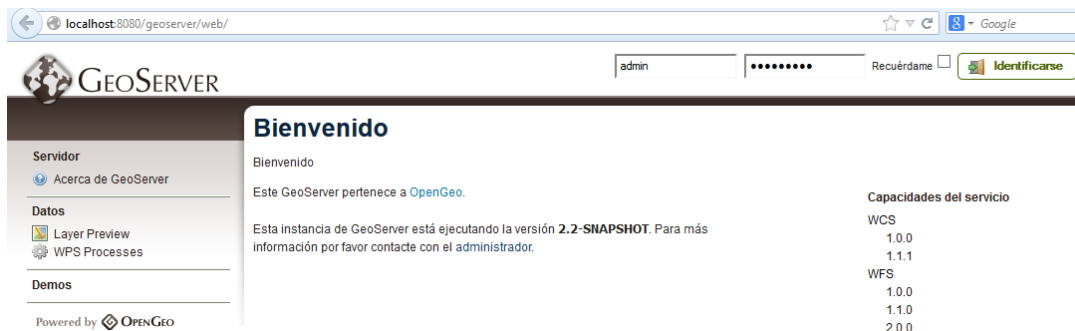 localhost:8080/geoserver/web/
Google
GEOSERVER
admin
Recuérdame
Identificarse
Servidor
Acerca de GeoServer
Datos
Layer Preview
WPS Processes
Demos
Powered by OPENGEO
Bienvenido
Bienvenido
Este GeoServer pertenece a OpenGeo.
Esta instancia de GeoServer está ejecutando la versión 2.2-SNAPSHOT. Para más
información por favor contacte con el administrador.
Capacidades del servicio
WCS
1.0.0
1.1.1
WFS
1.0.0
1.1.0
2.0.0